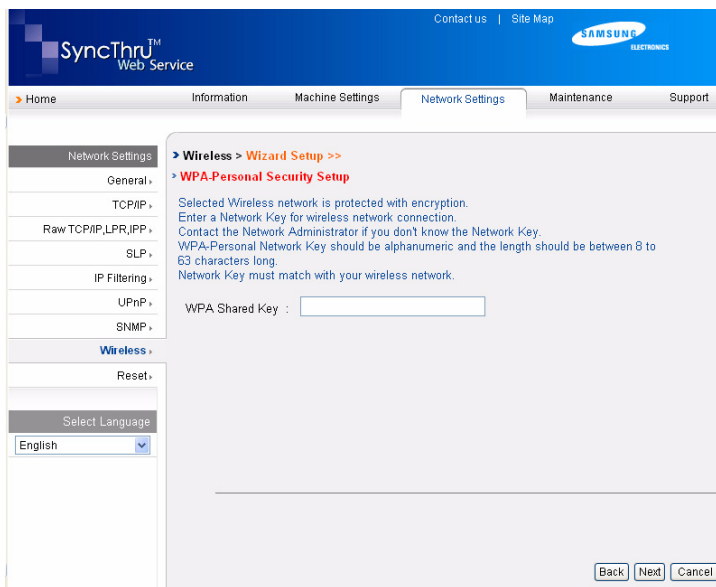 Contact us | Site Map
SAMSUNG
ELECTRONICS
SyncThru™
Web Service
> Home
Information
Machine Settings
Network Settings
Maintenance
Support
Network Settings
General
TCP/IP
Raw TCP/IP,LPR,IPP
SLP
IP Filtering
UPnP
SNMP
Wireless
Reset
Select Language
English
> Wireless > Wizard Setup >>
> WPA-Personal Security Setup
Selected Wireless network is protected with encryption.
Enter a Network Key for wireless network connection.
Contact the Network Administrator if you don't know the Network Key.
WPA-Personal Network Key should be alphanumeric and the length should be between 8 to
63 characters long.
Network Key must match with your wireless network.
WPA Shared Key :
Back Next Cancel